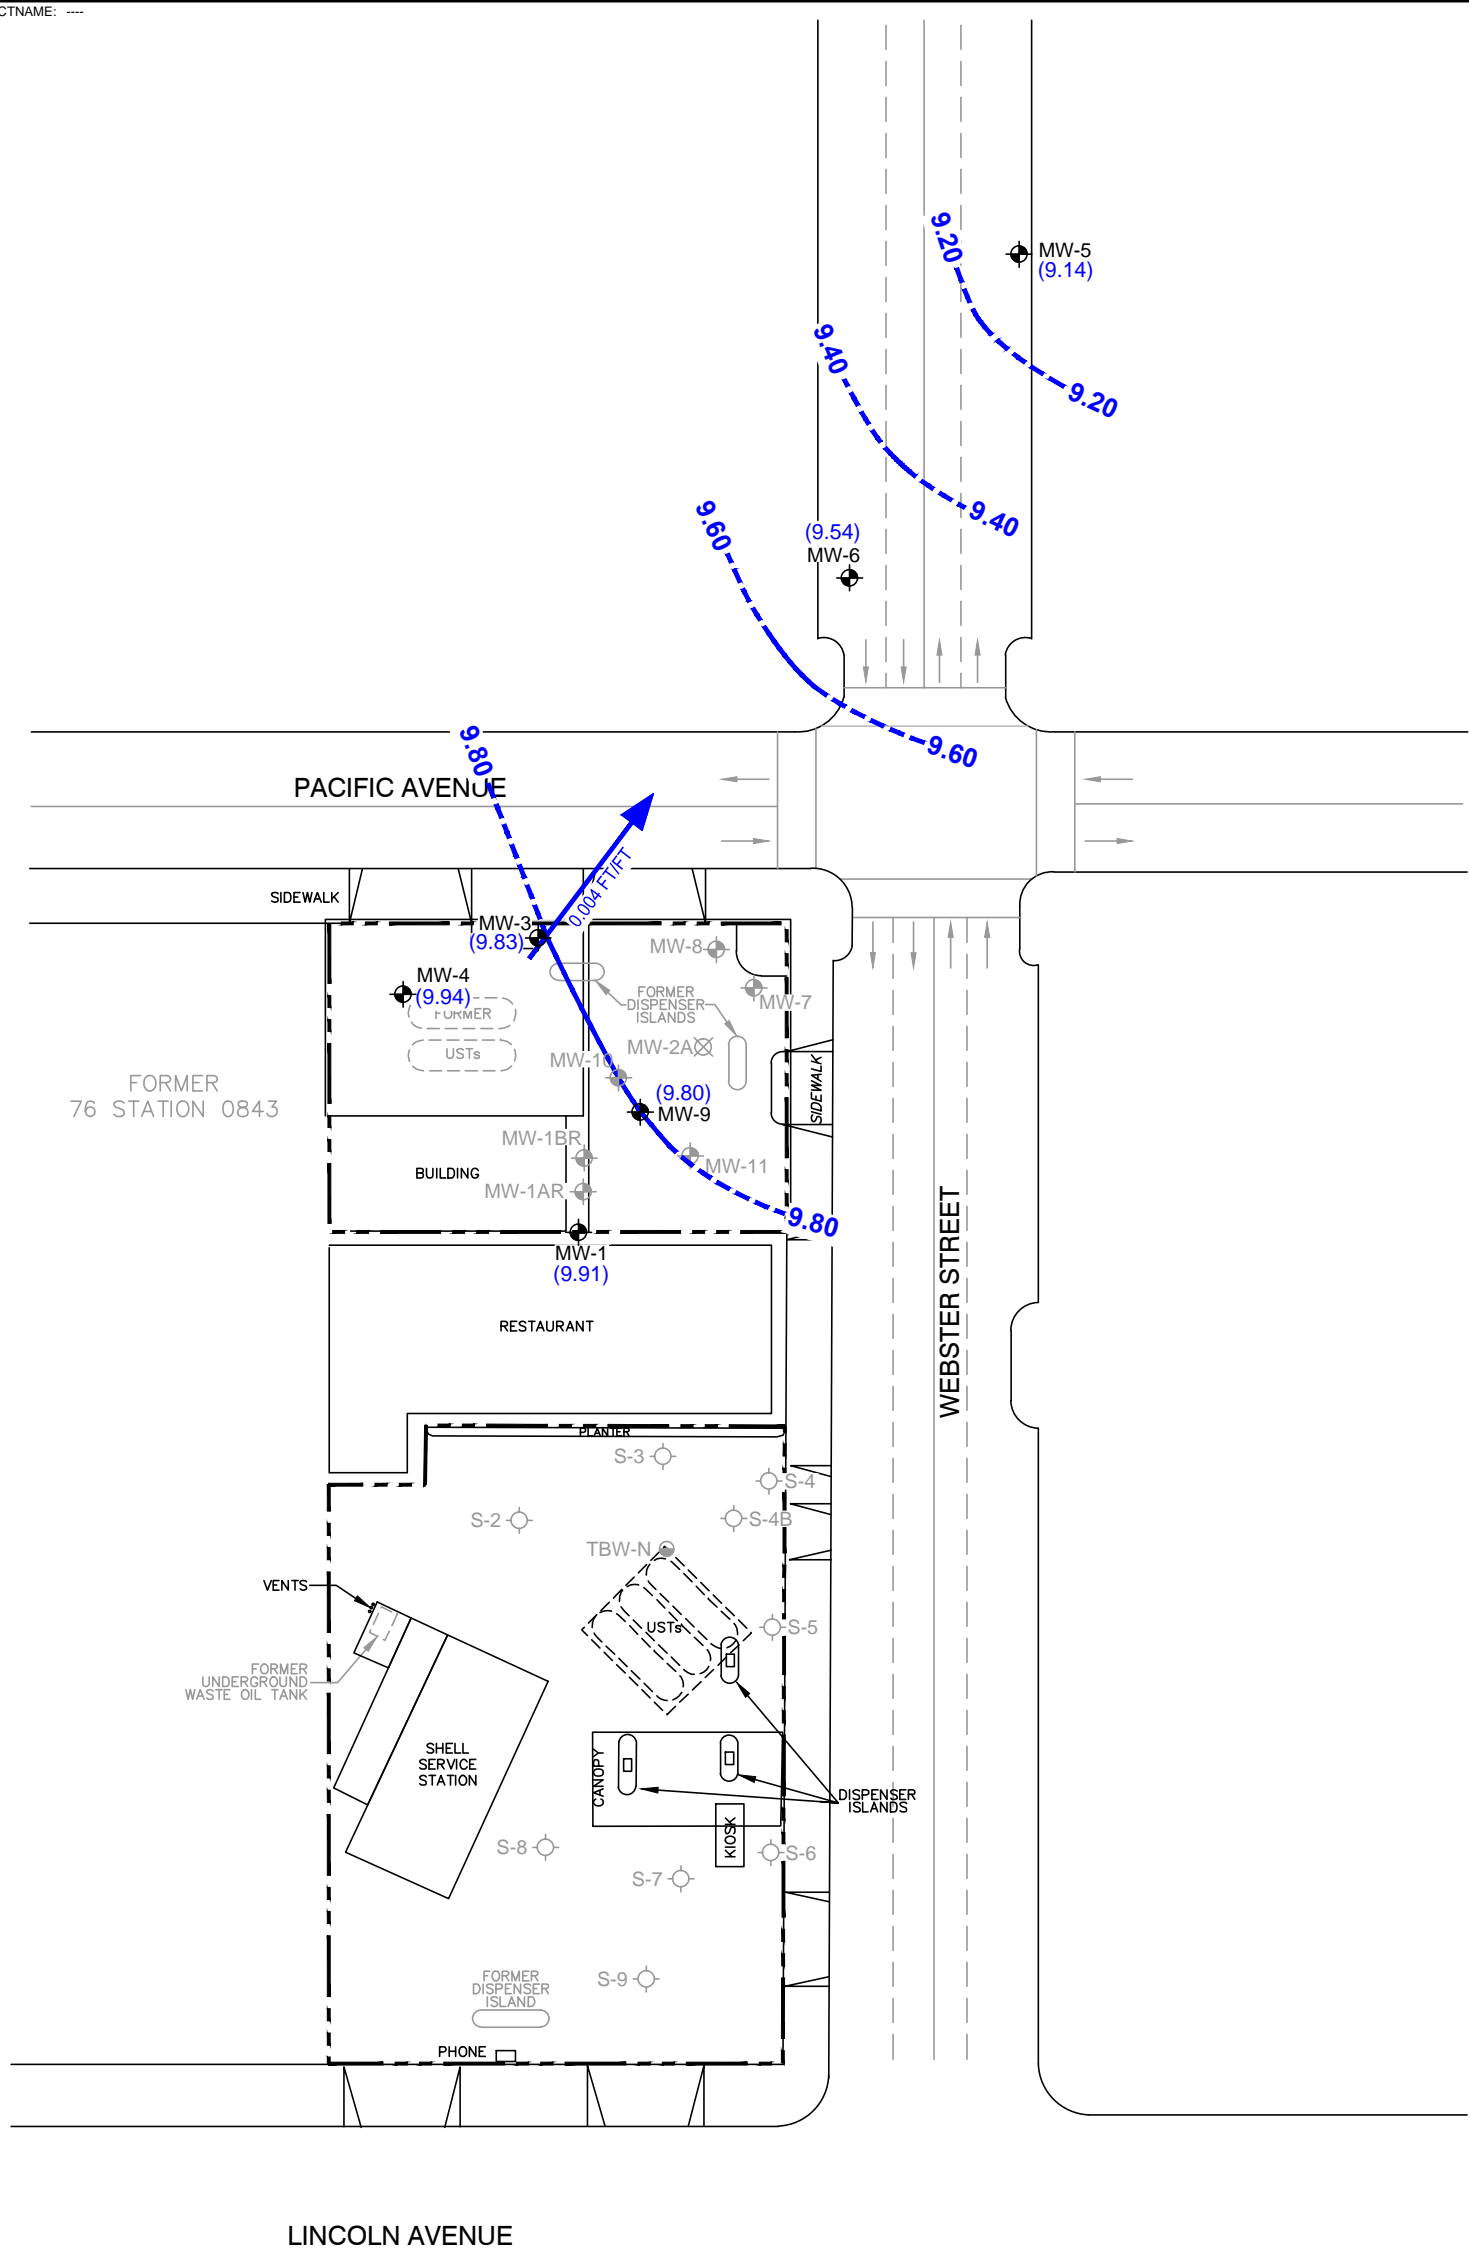 CTNAME: ----
9.20
MW-5
(9.14)
9.40
9.20
9.60
9.40
(9.54)
MW-6
9.80
9.60
PACIFIC AVENUE
0.004 FT/FT
SIDEWALK
MW-3
(9.83)
MW-8
MW-4
(9.94)
FORMER
USTs
FORMER
DISPENSER
ISLANDS
MW-7
MW-2A
MW-10
(9.80)
MW-9
SIDEWALK
FORMER
76 STATION 0843
MW-1BR
MW-11
BUILDING
MW-1AR
9.80
MW-1
(9.91)
WEBSTER STREET
RESTAURANT
PLANTER
S-3
S-4
S-2
S-4B
TBW-N
VENTS
USTs
S-5
FORMER
UNDERGROUND
WASTE OIL TANK
SHELL
SERVICE
STATION
CANOPY
DISPENSER
ISLANDS
KIOSK
S-8
S-6
S-7
FORMER
DISPENSER
ISLAND
S-9
PHONE
LINCOLN AVENUE